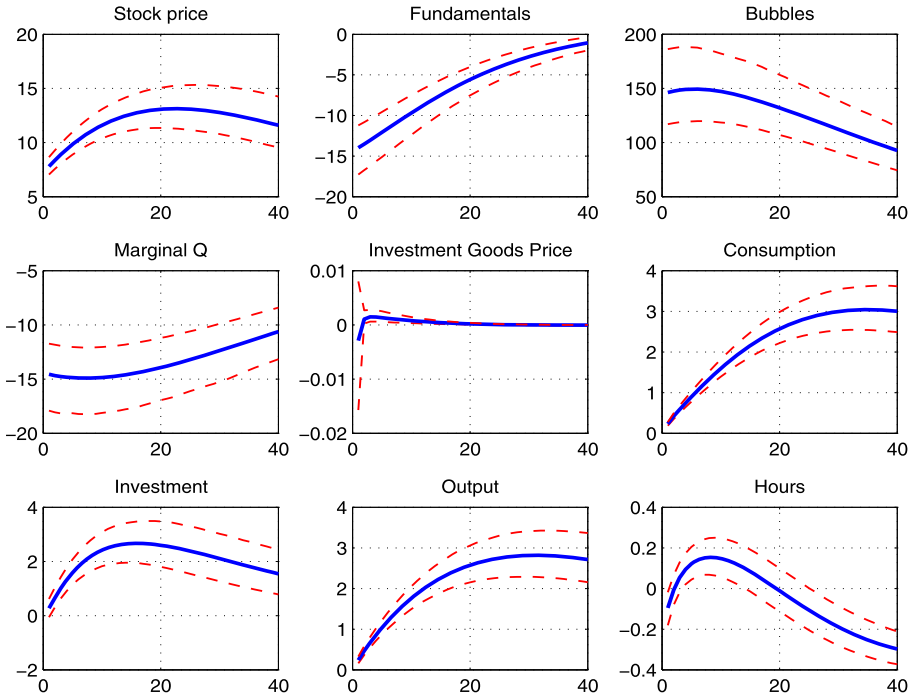 Stock price Fundamentals Bubbles
20 0 200
15 −5 150
10 −10 100
−15
5 −20 50
0 20 40 0 20 40 0 20 40
Marginal Q Investment Goods Price Consumption
−5 0.01 4
−10 0 3
2
−15 −0.01 1
−20 −0.02 0
0 20 40 0 20 40 0 20 40
Investment Output Hours
4 4 0.4
2 3 0.2
2 0
0 1 −0.2
−2 0 −0.4
0 20 40 0 20 40 0 20 40